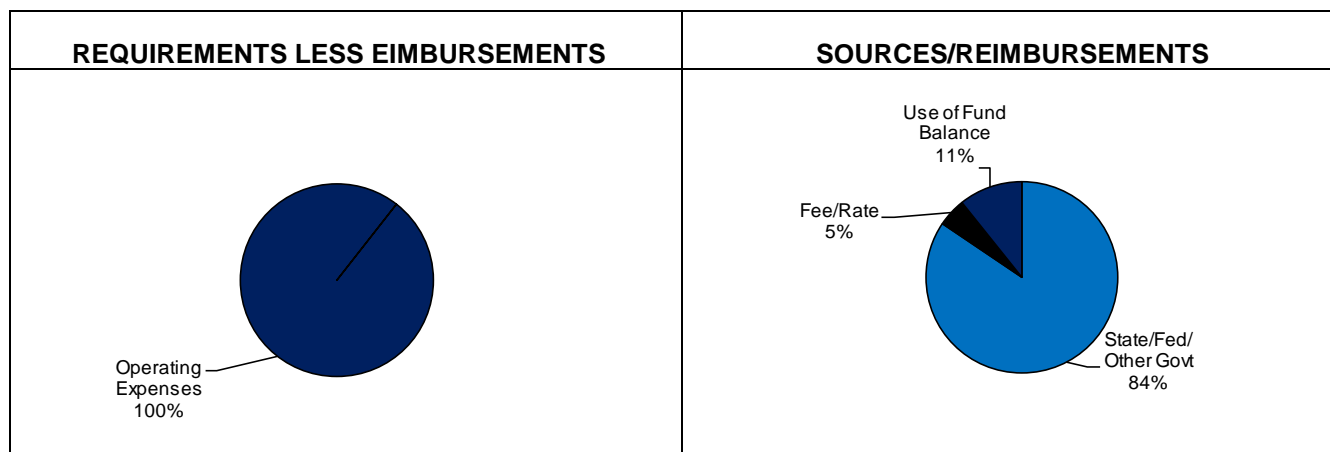 REQUIREMENTS LESS EIMBURSEMENTS
SOURCES/REIMBURSEMENTS
Operating
Expenses
100%
Use of Fund
Balance
11%
Fee/Rate
5%
State/Fed/
Other Govt
84%